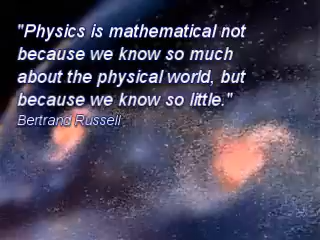 "Physics is mathematical not
because we know so much
about the physical world, but
because we know so little."
Bertrand Russell